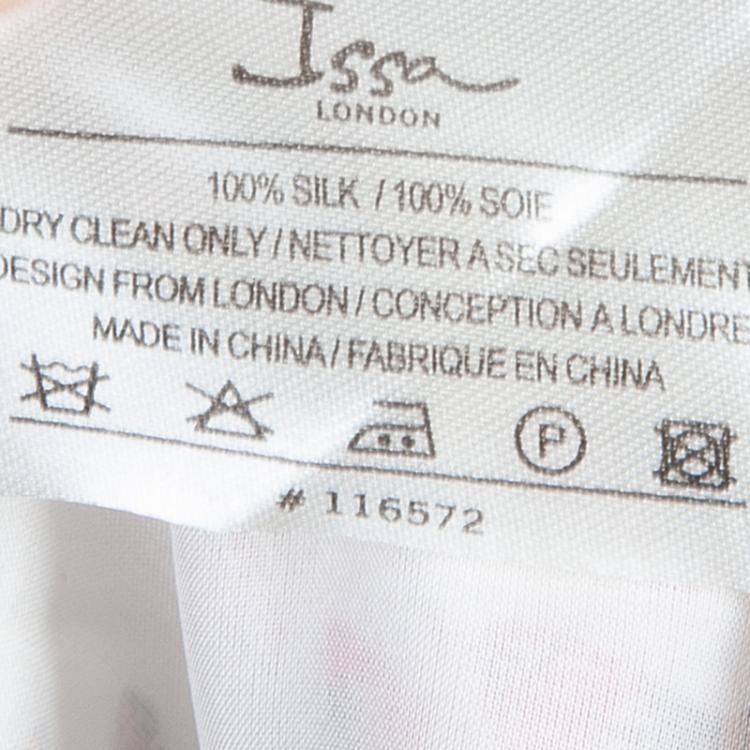 Issa
LONDON
100% SILK / 100% SOIE
DRY CLEAN ONLY / NETTOYER A SEC SEULEMENT
DESIGN FROM LONDON / CONCEPTION A LONDRE
MADE IN CHINA / FABRIQUE EN CHINA
P
# 116572